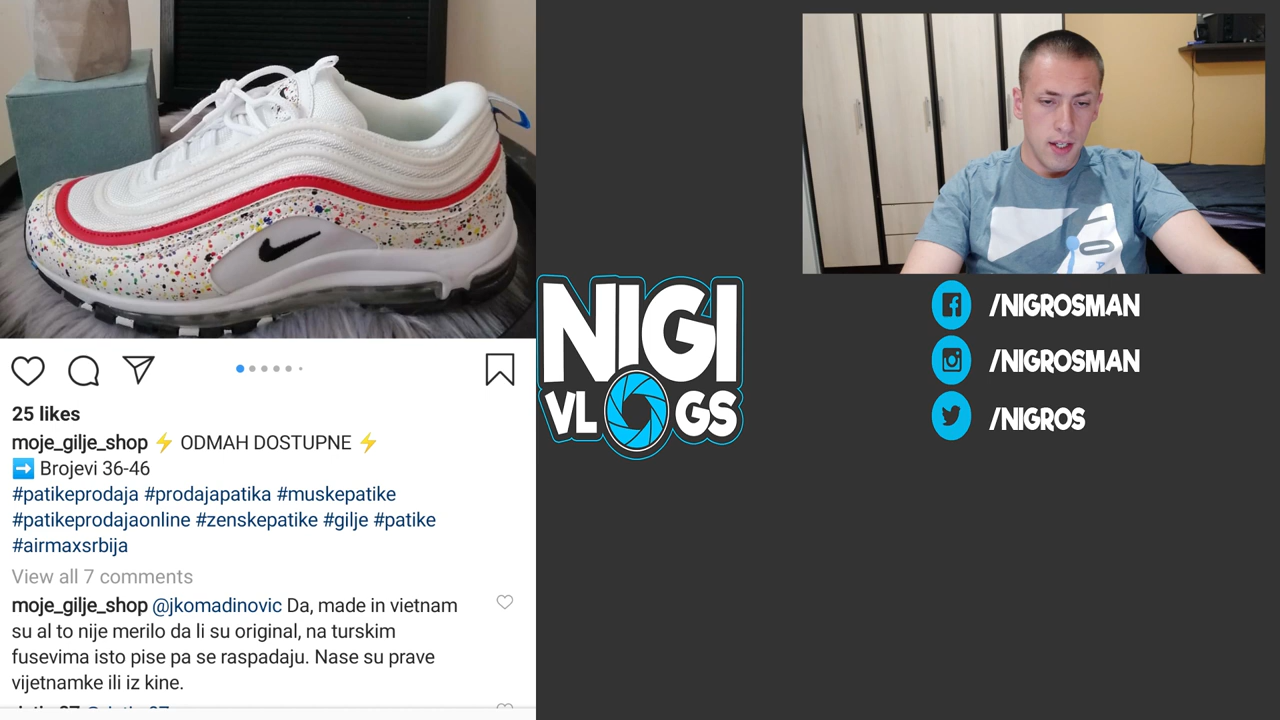 25 likes
moje_gilje_shop ⚡ ODMAH DOSTUPNE ⚡
➡ Brojevi 36-46
#patikeprodaja #prodajapatika #muskepatike
#patikeprodajaonline #zenskepatike #gilje #patike
#airmaxsrbija
View all 7 comments
moje_gilje_shop @jkomadinovic Da, made in vietnam
su al to nije merilo da li su original, na turskim
fusevima isto pise pa se raspadaju. Nase su prave
vijetnamke ili iz kine.
NIGI
VLOGS
/NIGROSMAN
/NIGROSMAN
/NIGROS